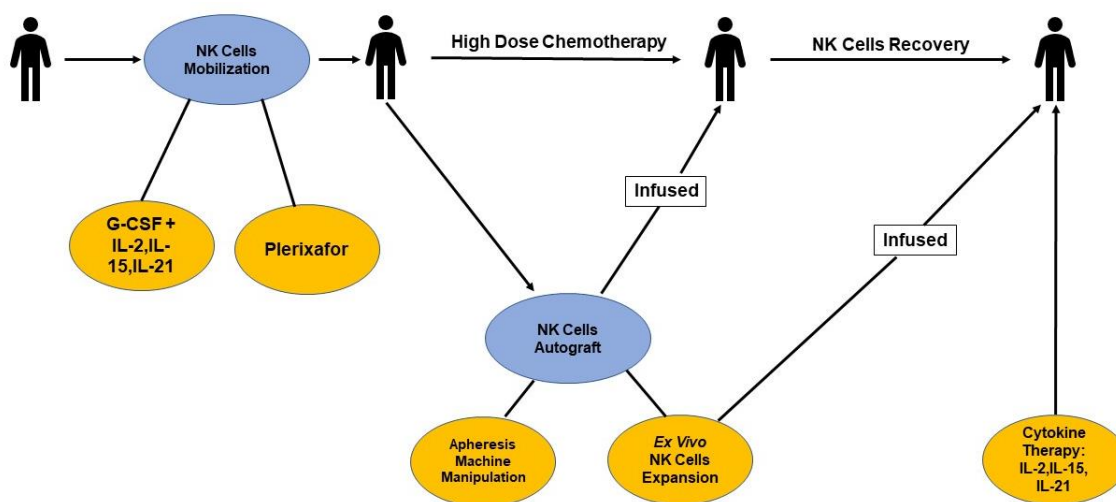 NK Cells
Mobilization
High Dose Chemotherapy
NK Cells Recovery
G-CSF +
IL-2,IL-
15,IL-21
Plerixafor
Infused
Infused
NK Cells
Autograft
Apheresis
Machine
Manipulation
Ex Vivo
NK Cells
Expansion
Cytokine
Therapy:
IL-2,IL-15,
IL-21